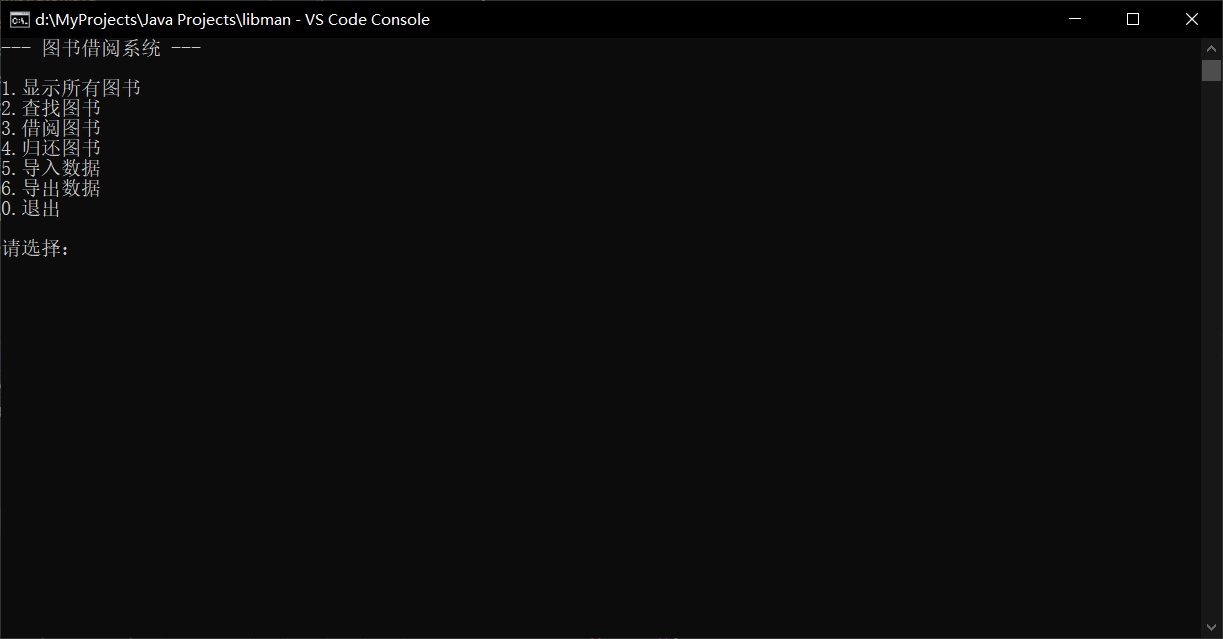 d:\MyProjects\Java Projects\libman - VS Code Console
--- 图书借阅系统 ---
1.显示所有图书
2.查找图书
3.借阅图书
4.归还图书
5.导入数据
6.导出数据
0.退出
请选择: